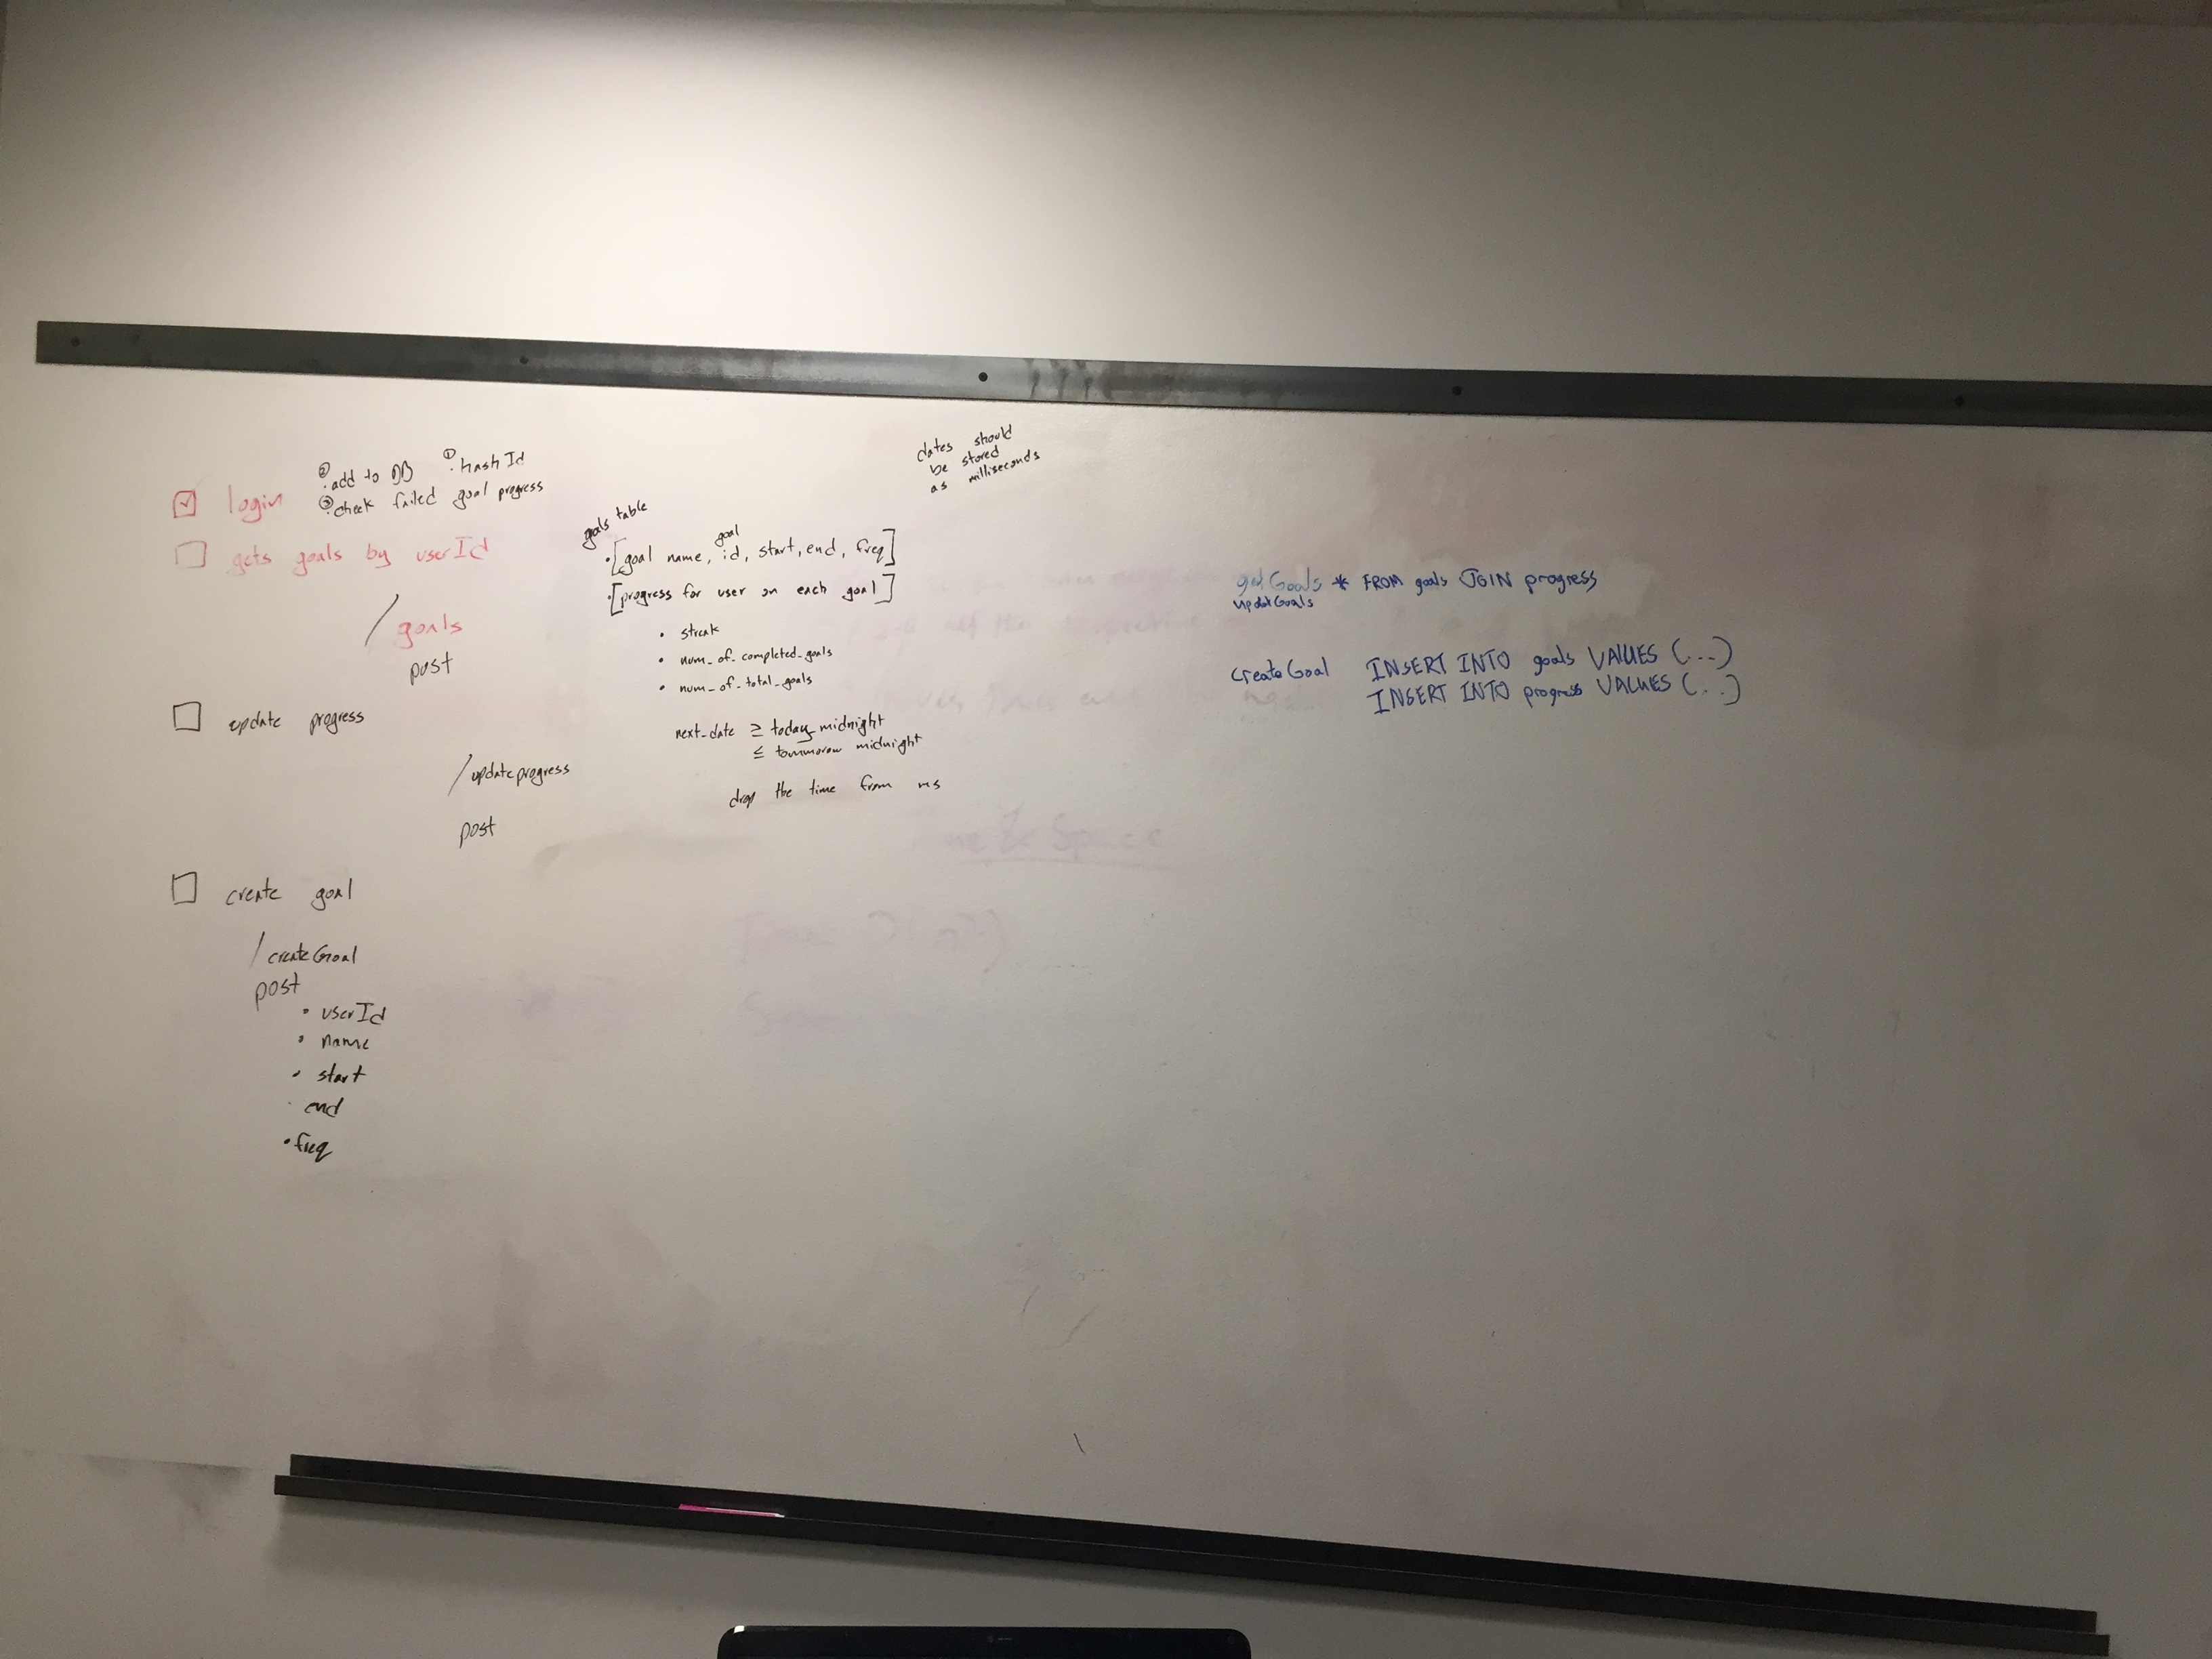 ② . add to DB ① . hash Id
☑ login ③ . check failed goal progress
☐ gets goals by userId
/ goals
post
☐ update progress
/ updateprogress
post
☐ create goal
/ createGoal
post
• userId
• name
• start
end
• freq
goals table
goal
• [goal name, id, start, end, freq]
• [progress for user on each goal]
• streak
• num_of_completed_goals
• num_of_total_goals
next_date ≥ today midnight
≤ tommorow midnight
drop the time from ms
dates should
be stored
as milliseconds
getGoals * FROM goals JOIN progress
updateGoals
createGoal INSERT INTO goals VALUES (...)
INSERT INTO progress VALUES (...)
& Space